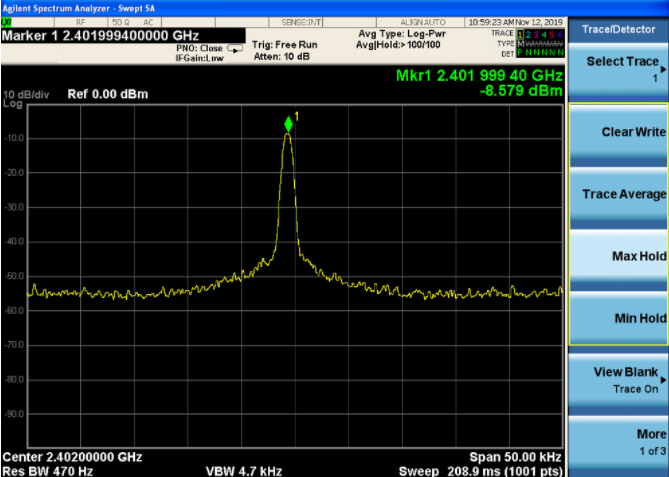 Agilent Spectrum Analyzer - Swept SA
RF 50 Ω AC SENSE:INT ALIGNAUTO 10:59:23 AM Nov 12, 2019
Marker 1 2.401999400000 GHz
PNO: Close
IFGain:Low
Trig: Free Run
Atten: 10 dB
Avg Type: Log-Pwr
Avg|Hold:>100/100
TRACE 1 2 3 4 5 6
TYPE M
DET P N N N N N
Mkr1 2.401 999 40 GHz
-8.579 dBm
10 dB/div Ref 0.00 dBm
Log
1
-10.0
-20.0
-30.0
-40.0
-50.0
-60.0
-70.0
-80.0
-90.0
Center 2.40200000 GHz Span 50.00 kHz
Res BW 470 Hz VBW 4.7 kHz Sweep 208.9 ms (1001 pts)
Trace/Detector
Select Trace
1
Clear Write
Trace Average
Max Hold
Min Hold
View Blank
Trace On
More
1 of 3